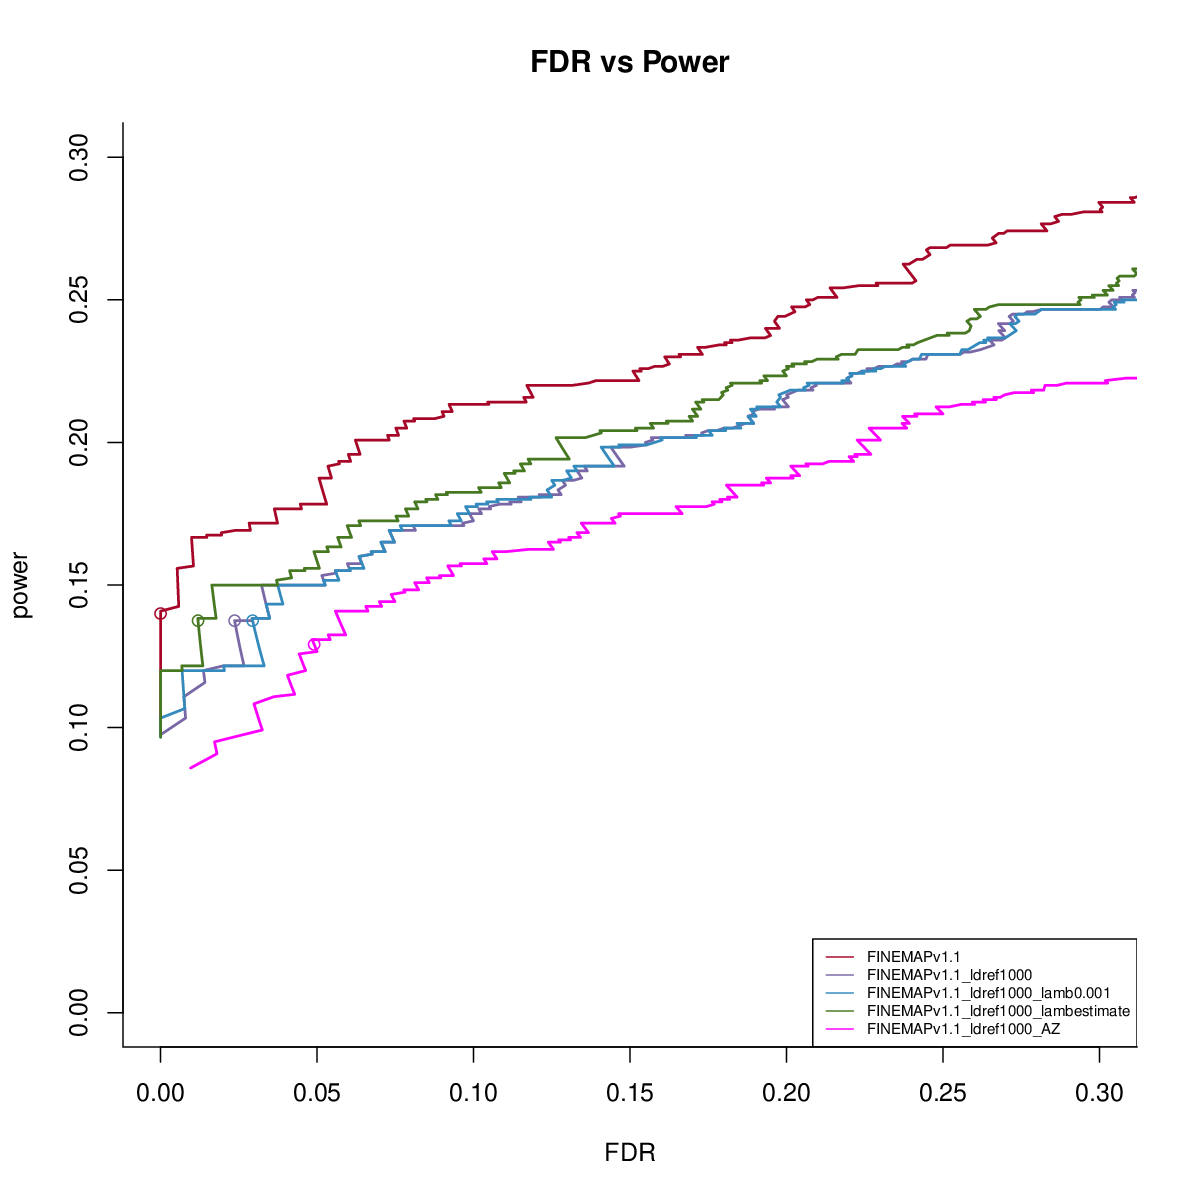 FDR vs Power
power
0.30
0.25
0.20
0.15
0.10
0.05
0.00
FINEMAPv1.1
FINEMAPv1.1_ldref1000
FINEMAPv1.1_ldref1000_lamb0.001
FINEMAPv1.1_ldref1000_lambestimate
FINEMAPv1.1_ldref1000_AZ
0.00 0.05 0.10 0.15 0.20 0.25 0.30
FDR